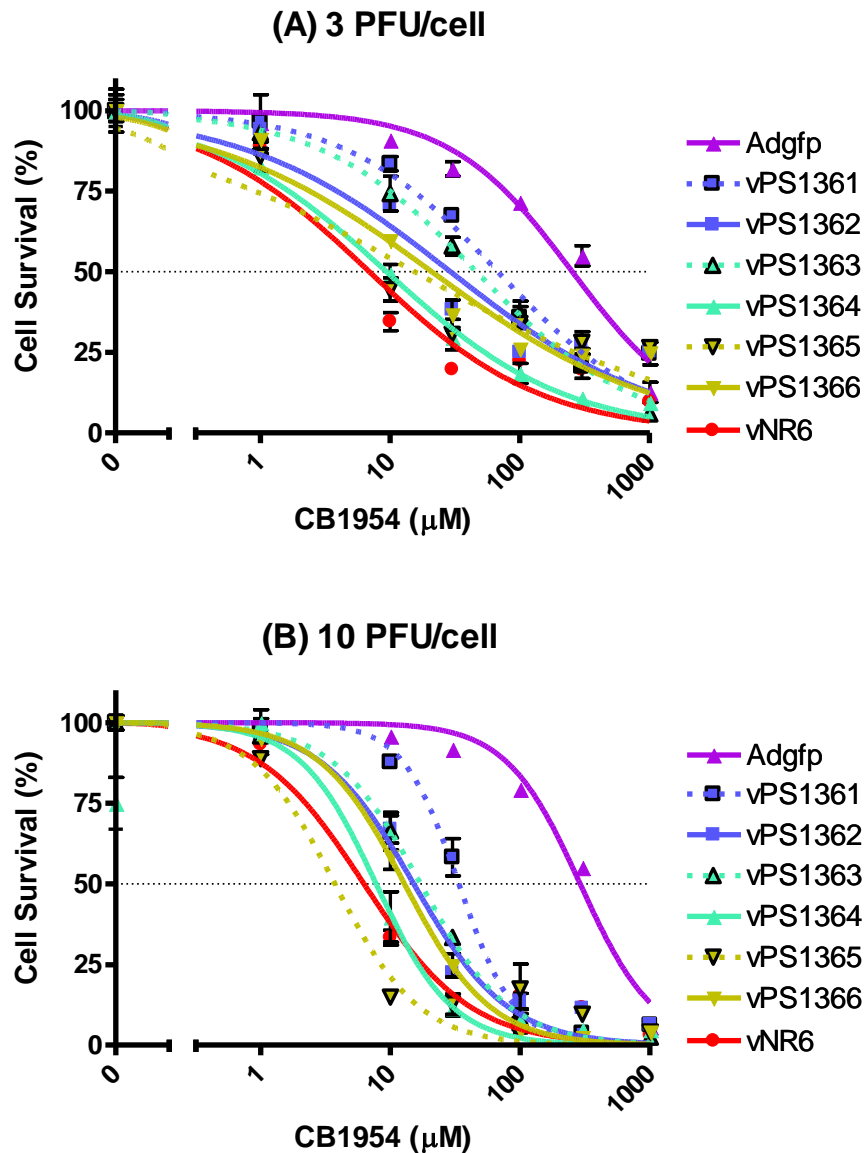 (A) 3 PFU/cell
Cell Survival (%)
100
75
50
25
0
0
1
10
100
1000
CB1954 (μM)
Adgfp
vPS1361
vPS1362
vPS1363
vPS1364
vPS1365
vPS1366
vNR6
(B) 10 PFU/cell
Cell Survival (%)
100
75
50
25
0
0
1
10
100
1000
CB1954 (μM)
Adgfp
vPS1361
vPS1362
vPS1363
vPS1364
vPS1365
vPS1366
vNR6